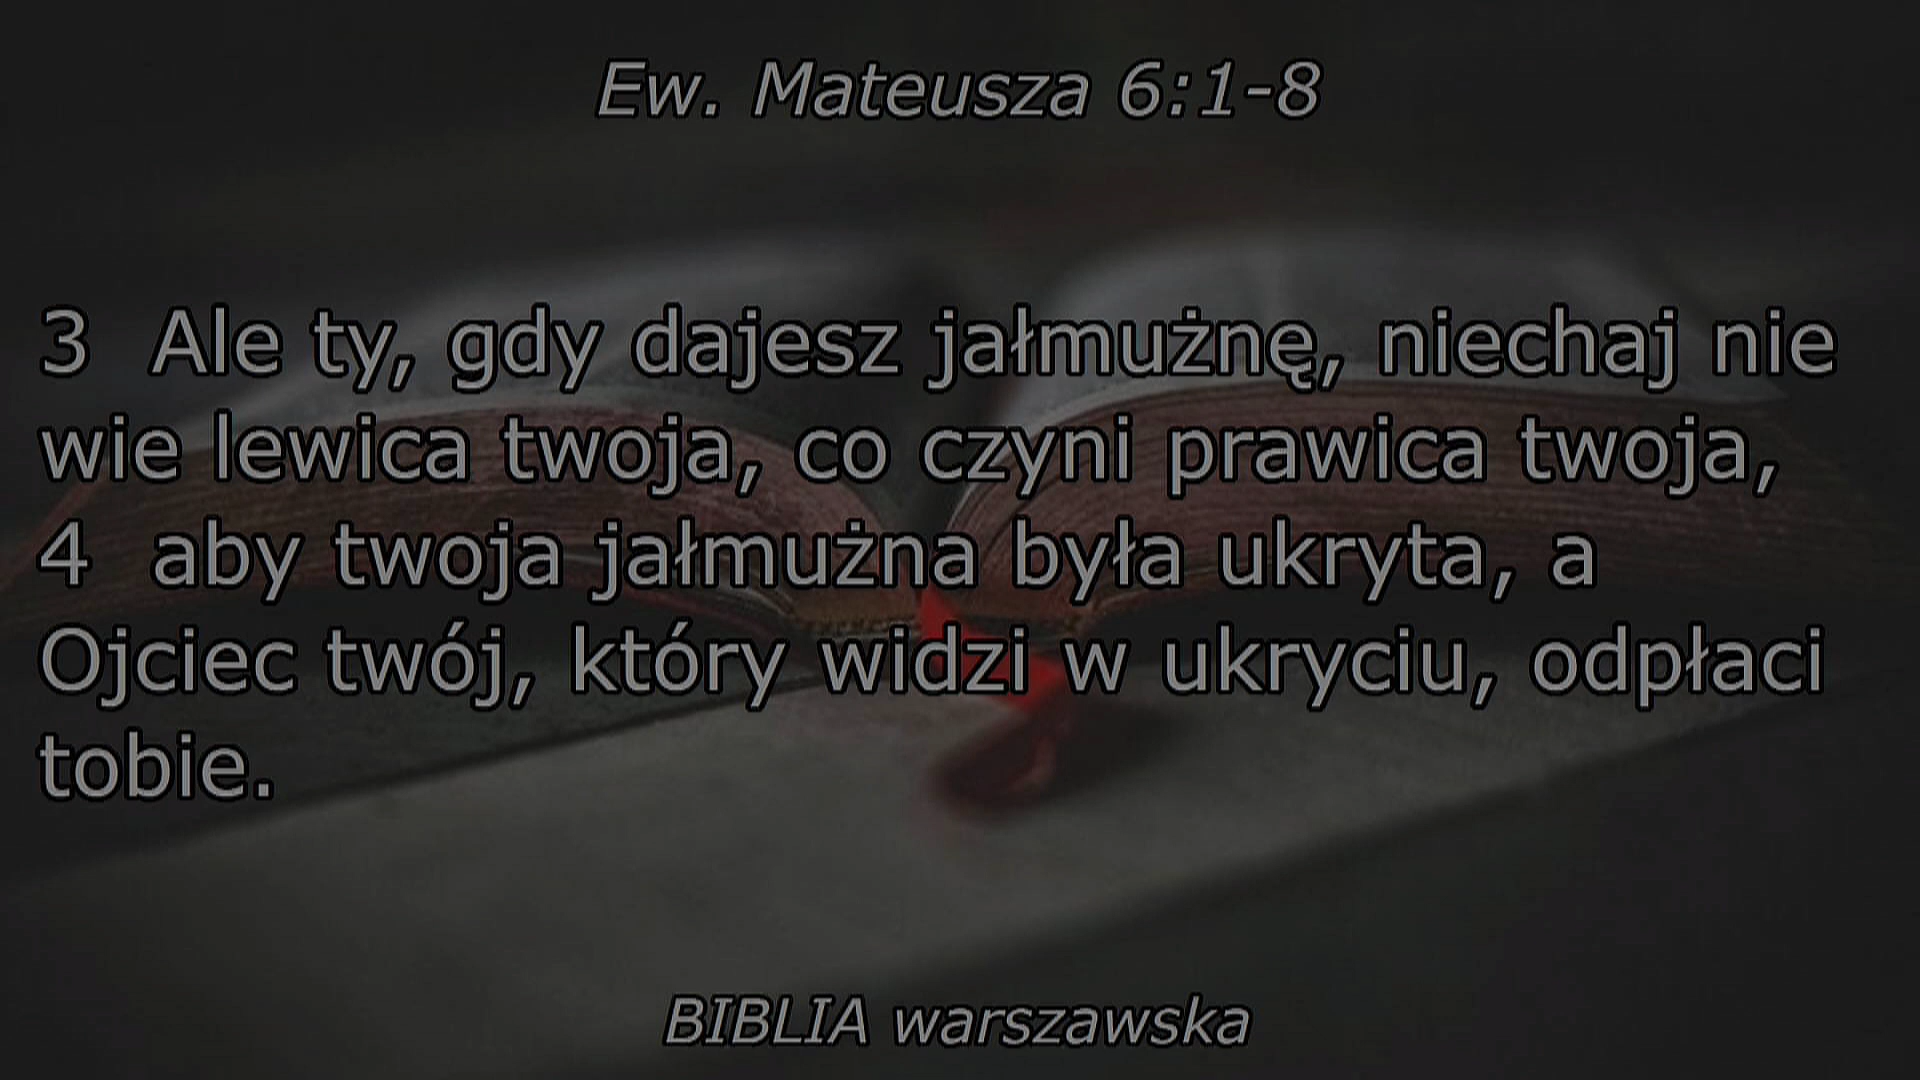 Ew. Mateusza 6:1-8
3 Ale ty, gdy dajesz jałmużnę, niechaj nie
wie lewica twoja, co czyni prawica twoja,
4 aby twoja jałmużna była ukryta, a
Ojciec twój, który widzi w ukryciu, odpłaci
tobie.
BIBLIA warszawska